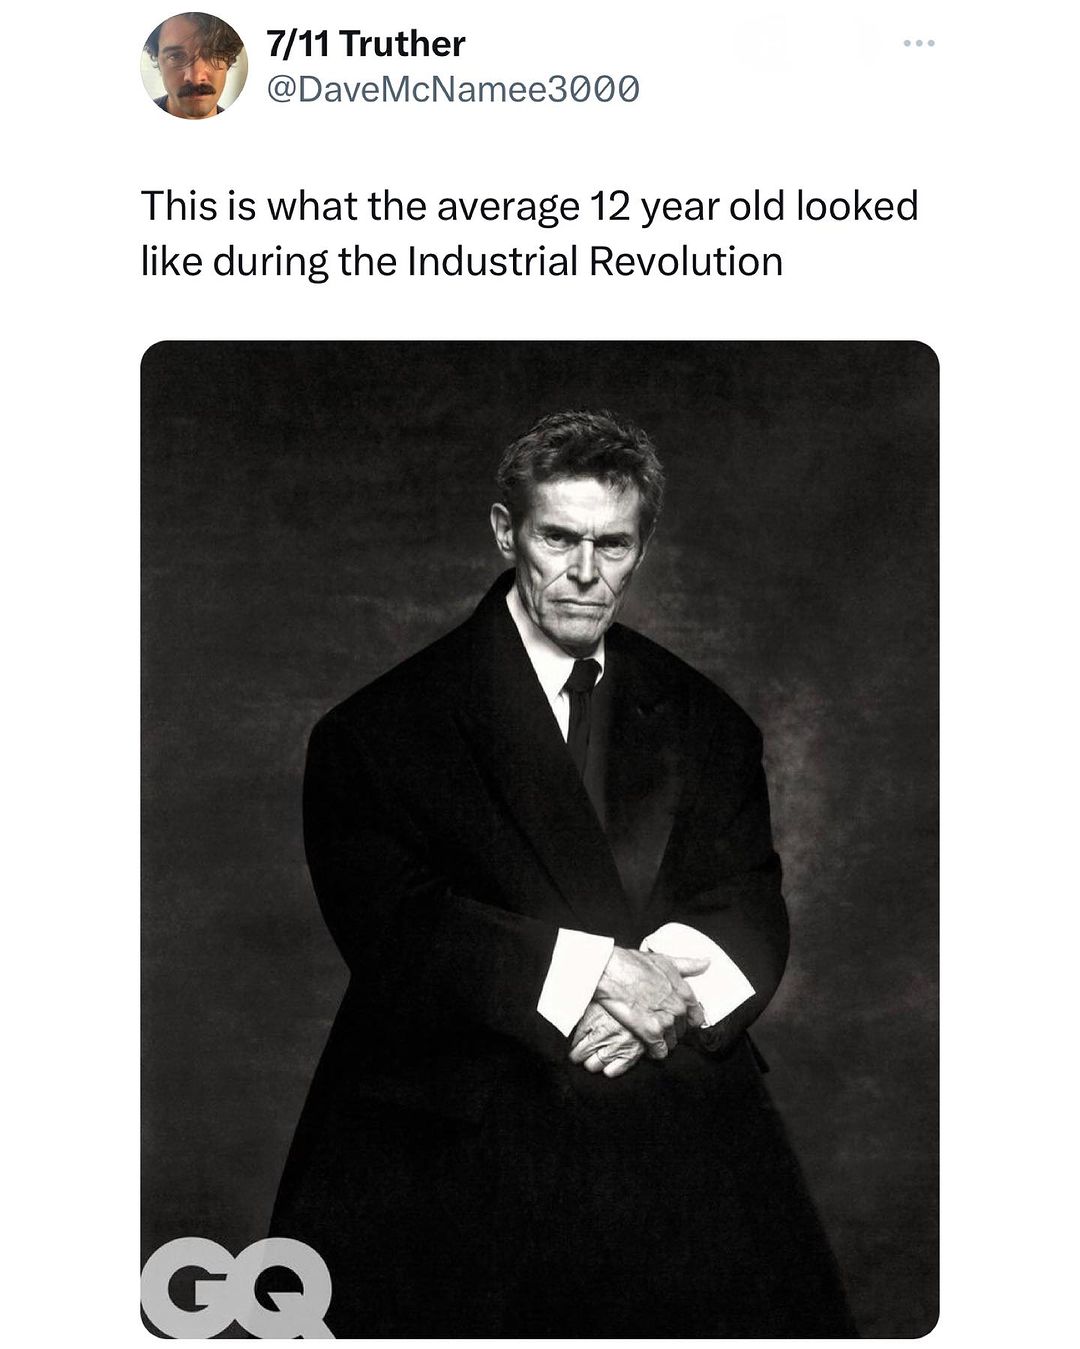 7/11 Truther
@DaveMcNamee3000
This is what the average 12 year old looked
like during the Industrial Revolution
GQ